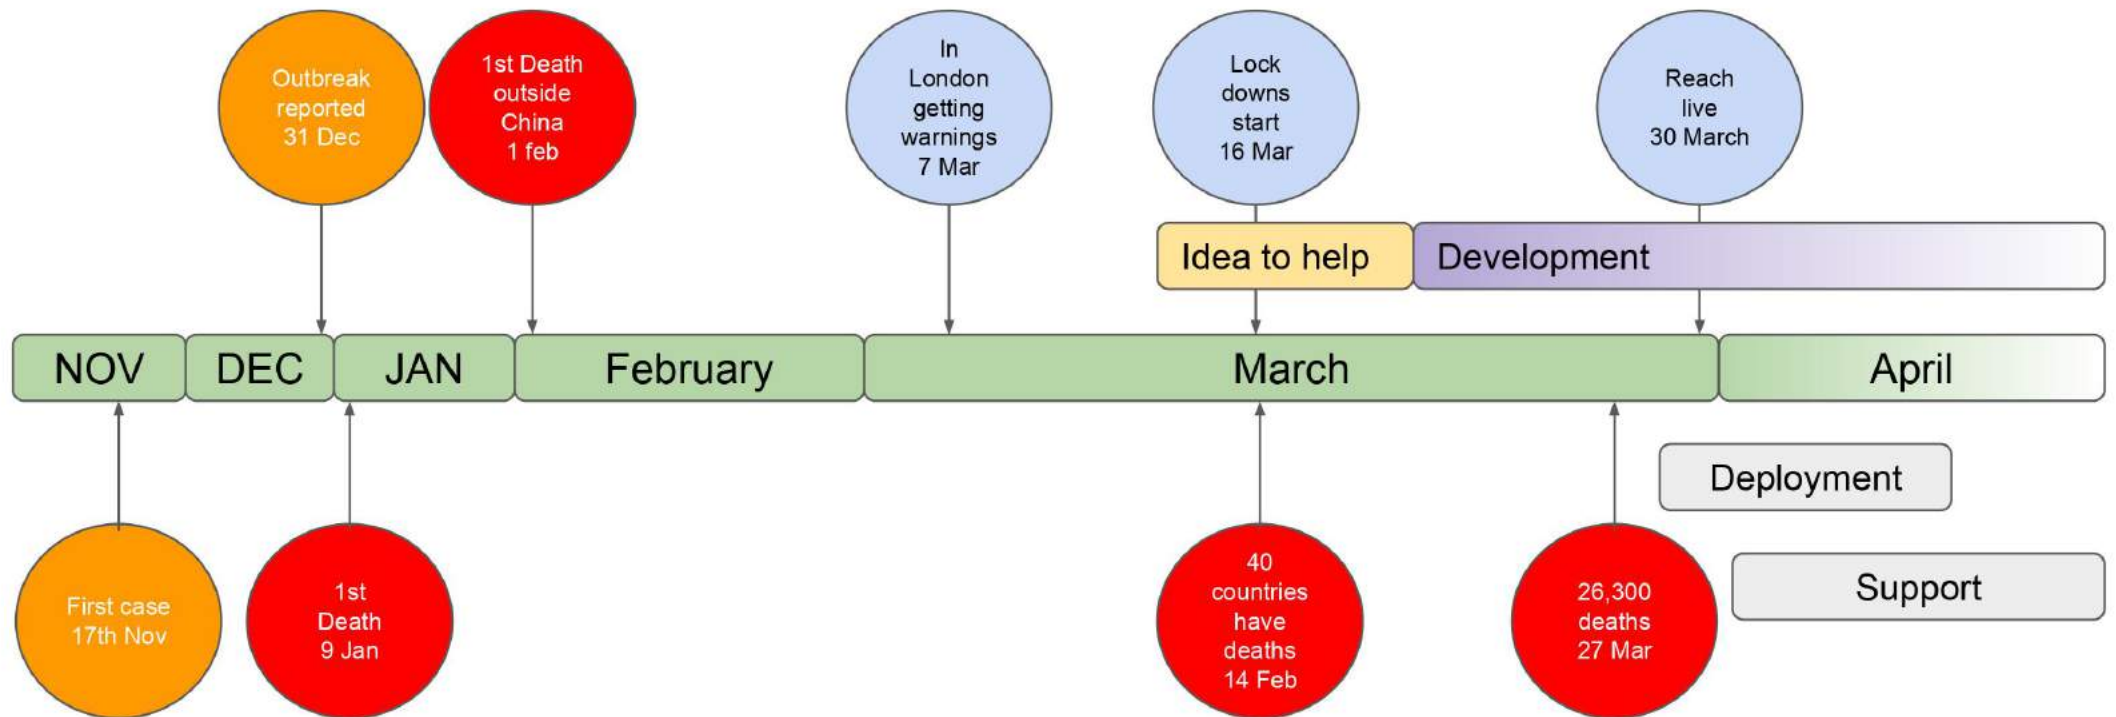 Outbreak
reported
31 Dec
1st Death
outside
China
1 feb
In
London
getting
warnings
7 Mar
Lock
downs
start
16 Mar
Reach
live
30 March
Idea to help
Development
NOV
DEC
JAN
February
March
April
Deployment
Support
First case
17th Nov
1st
Death
9 Jan
40
countries
have
deaths
14 Feb
26,300
deaths
27 Mar